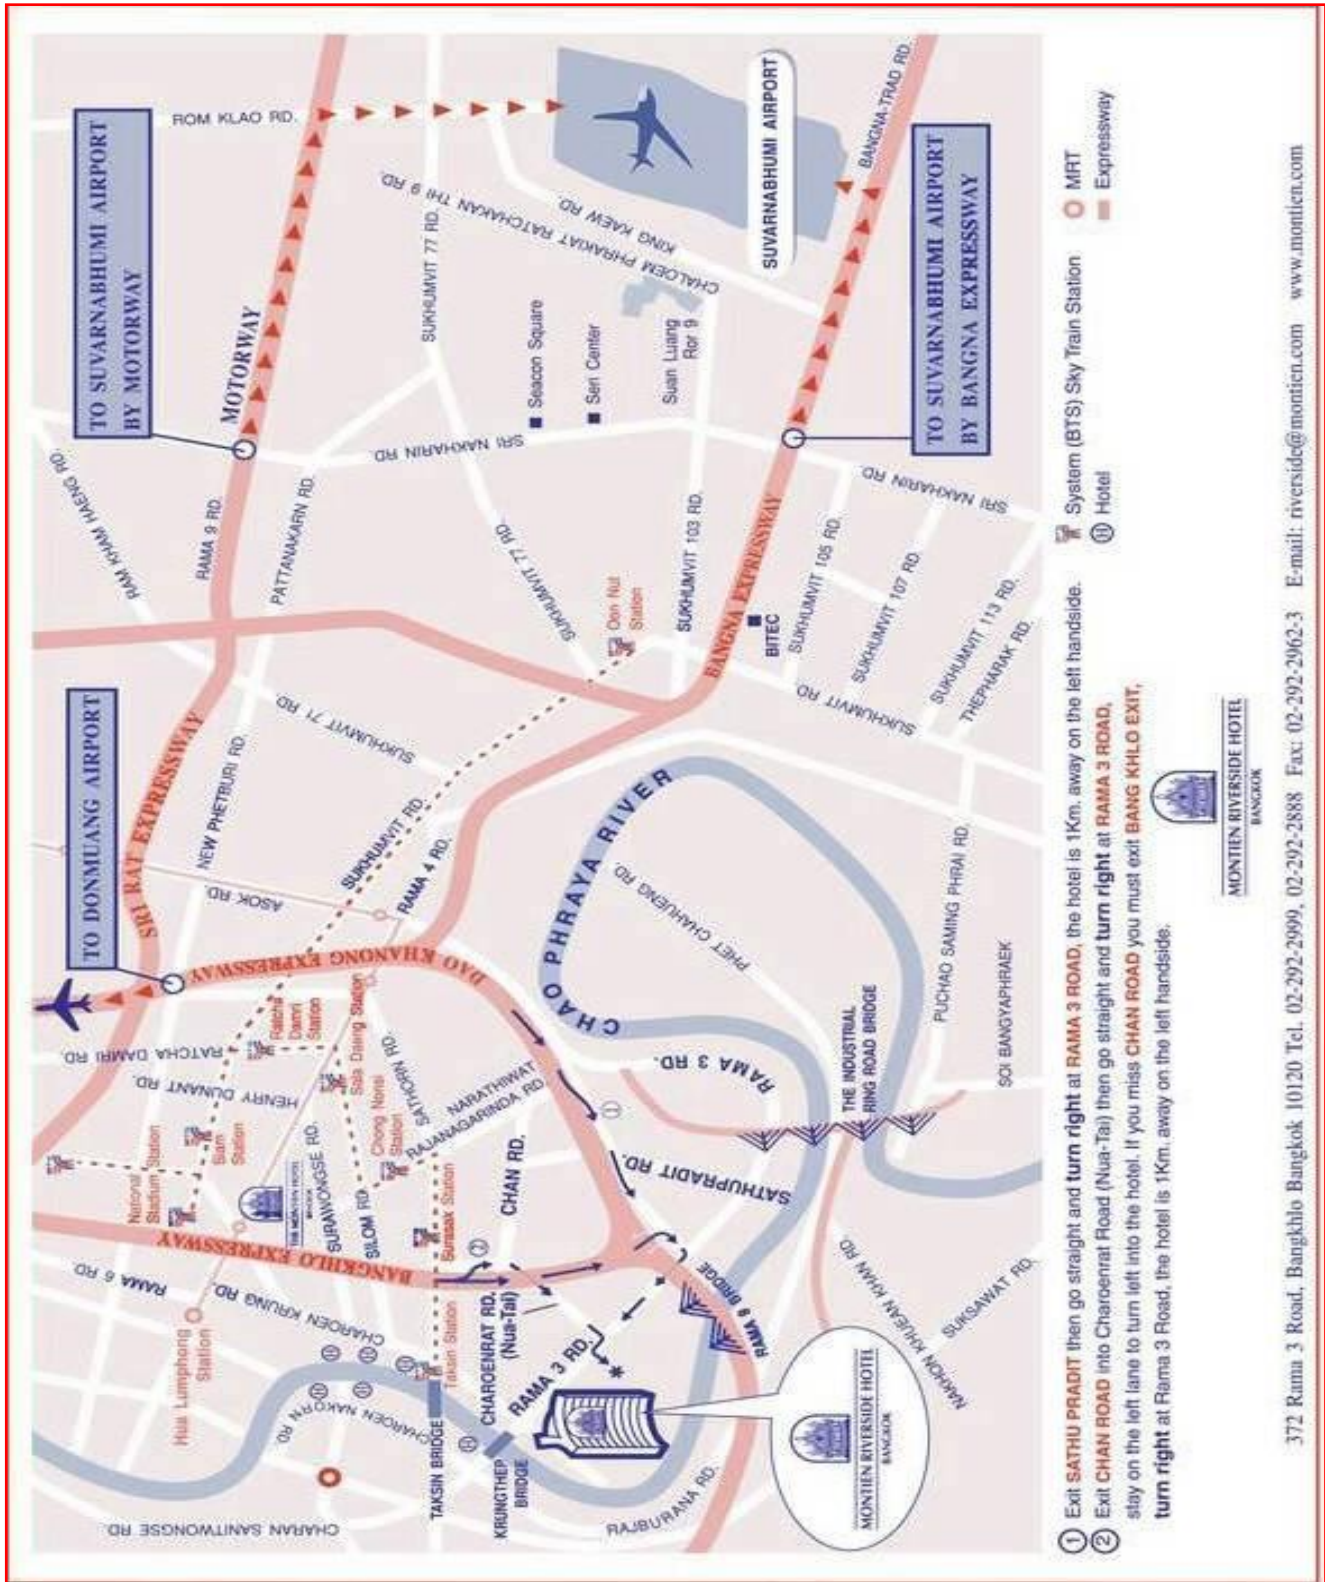 TO SUVARNABHUMI AIRPORT
BY MOTORWAY
TO DONMUANG AIRPORT
TO SUVARNABHUMI AIRPORT
BY BANGNA EXPRESSWAY
ROM KLAO RD.
MOTORWAY
RAMA 9 RD.
RAM KHAM HAENG RD.
PATTANAKARN RD.
SRI NAKHARIN RD.
SUKHUMVIT 77 RD.
CHALOEM PHRAKIAT RATCHAKAN THI 9 RD.
KING KAEW RD.
SUVARNABHUMI AIRPORT
BANGNA-TRAD RD.
Seacon Square
Seri Center
Suan Luang
Ror 9
SUKHUMVIT 77 RD.
SUKHUMVIT 103 RD.
BANGNA EXPRESSWAY
BITEC
SUKHUMVIT 105 RD.
SUKHUMVIT 107 RD.
SRI NAKHARIN RD.
SUKHUMVIT 113 RD.
THEPHARAK RD.
SUKHUMVIT RD.
Oon Nut
Station
SRI RAT EXPRESSWAY
NEW PHETBURI RD.
SUKHUMVIT 71 RD.
ASOK RD.
SUKHUMVIT RD.
RAMA 4 RD.
DAO KHANONG EXPRESSWAY
CHAO PHRAYA RIVER
PHET CHAHUENG RD.
PUCHAO SAMING PHRAI RD.
SOI BANGYAPHRAEK
RATCHA DAMRI RD.
Ratcha
Damri
Station
HENRY DUNANT RD.
Sala Daeng Station
SATHORN RD.
Chong Nonsi
Station
NARATHIWAT
RAJANAGARINDA RD.
National
Stadium Station
Siam
Station
THE MONTIEN HOTEL
SURAWONGSE RD.
SILOM RD.
BANGKHLO EXPRESSWAY
Surasax Station
CHAN RD.
RAMA 3 RD.
THE INDUSTRIAL
RING ROAD BRIDGE
SATHUPRADIT RD.
1
2
RAMA 6 RD.
Hua Lumphong
Station
CHAROEN KRUNG RD.
CHAROEN NAKORN RD
Taksin Station
TAKSIN BRIDGE
CHAROENRAT RD.
(Nua-Tai)
KRUNGTHEP
BRIDGE
RAMA 3 RD.
RAMA 9 BRIDGE
NAKHON KHUEAN KHAN RD.
SUKSAWAT RD.
CHARAN SANITWONGSE RD.
RAJBURANA RD.
MONTIEN RIVERSIDE HOTEL
BANGKOK
1 Exit SATHU PRADIT then go straight and turn right at RAMA 3 ROAD, the hotel is 1Km. away on the left handside.
2 Exit CHAN ROAD into Charoenrat Road (Nua-Tai) then go straight and turn right at RAMA 3 ROAD,
stay on the left lane to turn left into the hotel. If you miss CHAN ROAD you must exit BANG KHLO EXIT,
turn right at Rama 3 Road, the hotel is 1Km. away on the left handside.
System (BTS) Sky Train Station
MRT
H Hotel
Expressway
MONTIEN RIVERSIDE HOTEL
BANGKOK
372 Rama 3 Road, Bangkhlo Bangkok 10120 Tel. 02-292-2999, 02-292-2888 Fax: 02-292-2962-3 E-mail: riverside@montien.com www.montien.com